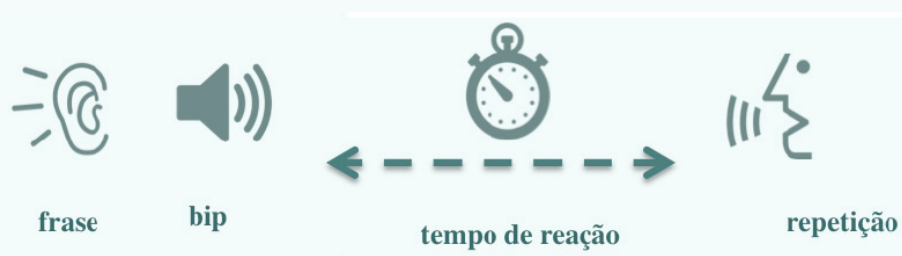 frase
bip
tempo de reação
repetição